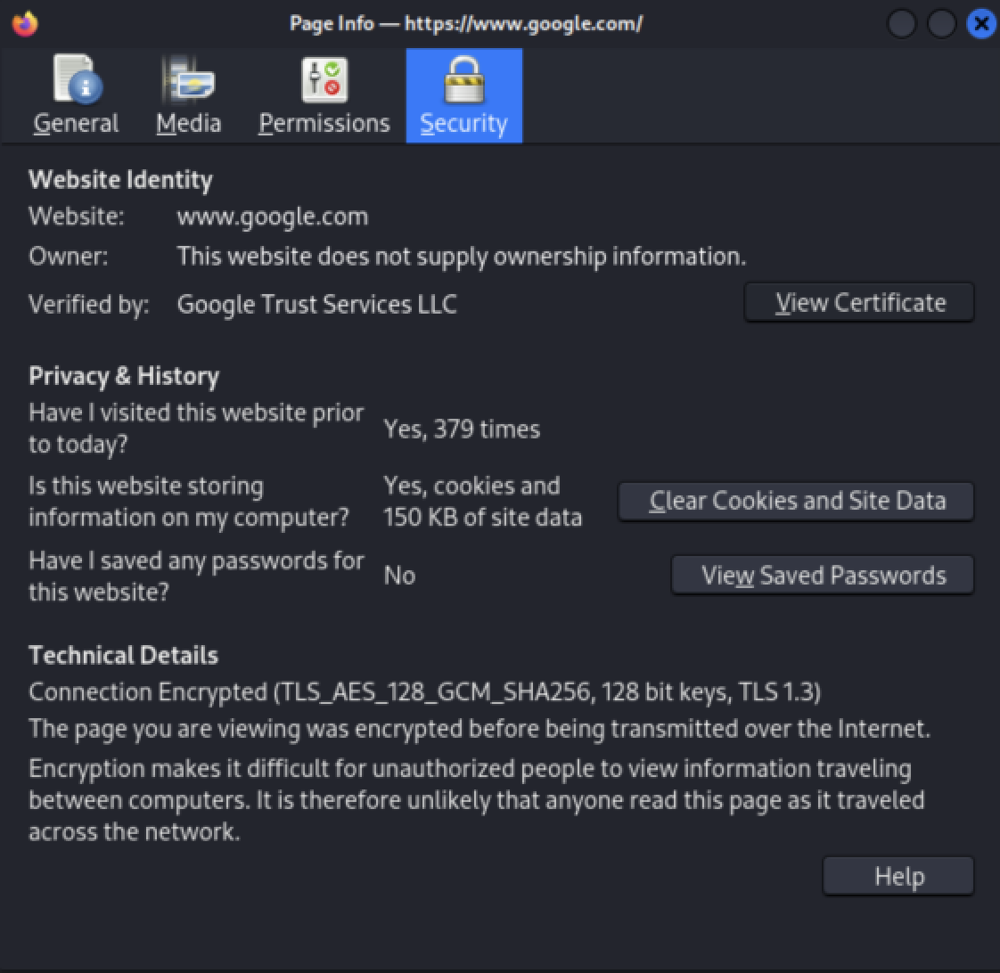 Page Info — https://www.google.com/
General
Media
Permissions
Security
Website Identity
Website: www.google.com
Owner: This website does not supply ownership information.
Verified by: Google Trust Services LLC
View Certificate
Privacy & History
Have I visited this website prior
to today?
Yes, 379 times
Is this website storing
information on my computer?
Yes, cookies and
150 KB of site data
Clear Cookies and Site Data
Have I saved any passwords for
this website?
No
View Saved Passwords
Technical Details
Connection Encrypted (TLS_AES_128_GCM_SHA256, 128 bit keys, TLS 1.3)
The page you are viewing was encrypted before being transmitted over the Internet.
Encryption makes it difficult for unauthorized people to view information traveling
between computers. It is therefore unlikely that anyone read this page as it traveled
across the network.
Help